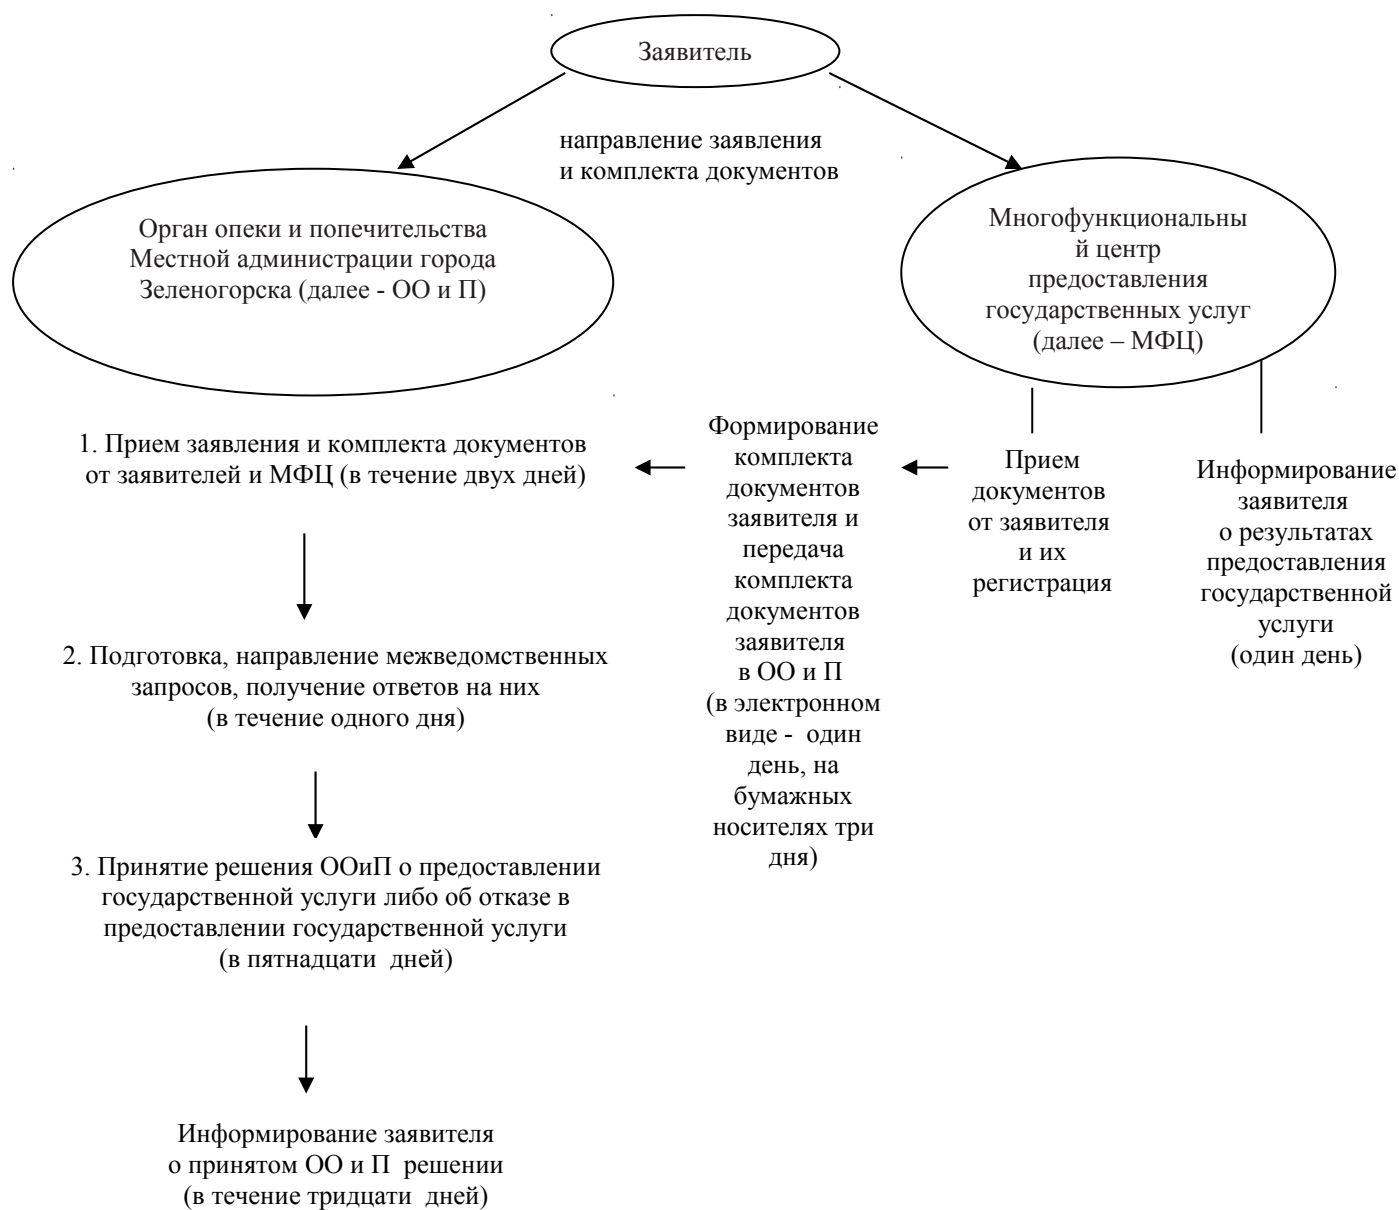 Заявитель
направление заявления
и комплекта документов
Орган опеки и попечительства
Местной администрации города
Зеленогорска (далее - ОО и П)
Многофункциональны
й центр
предоставления
государственных услуг
(далее – МФЦ)
1. Прием заявления и комплекта документов
от заявителей и МФЦ (в течение двух дней)
Формирование
комплекта
документов
заявителя и
передача
комплекта
документов
заявителя
в ОО и П
(в электронном
виде - один
день, на
бумажных
носителях три
дня)
Прием
документов
от заявителя
и их
регистрация
Информирование
заявителя
о результатах
предоставления
государственной
услуги
(один день)
2. Подготовка, направление межведомственных
запросов, получение ответов на них
(в течение одного дня)
3. Принятие решения ООиП о предоставлении
государственной услуги либо об отказе в
предоставлении государственной услуги
(в пятнадцати дней)
Информирование заявителя
о принятом ОО и П решении
(в течение тридцати дней)